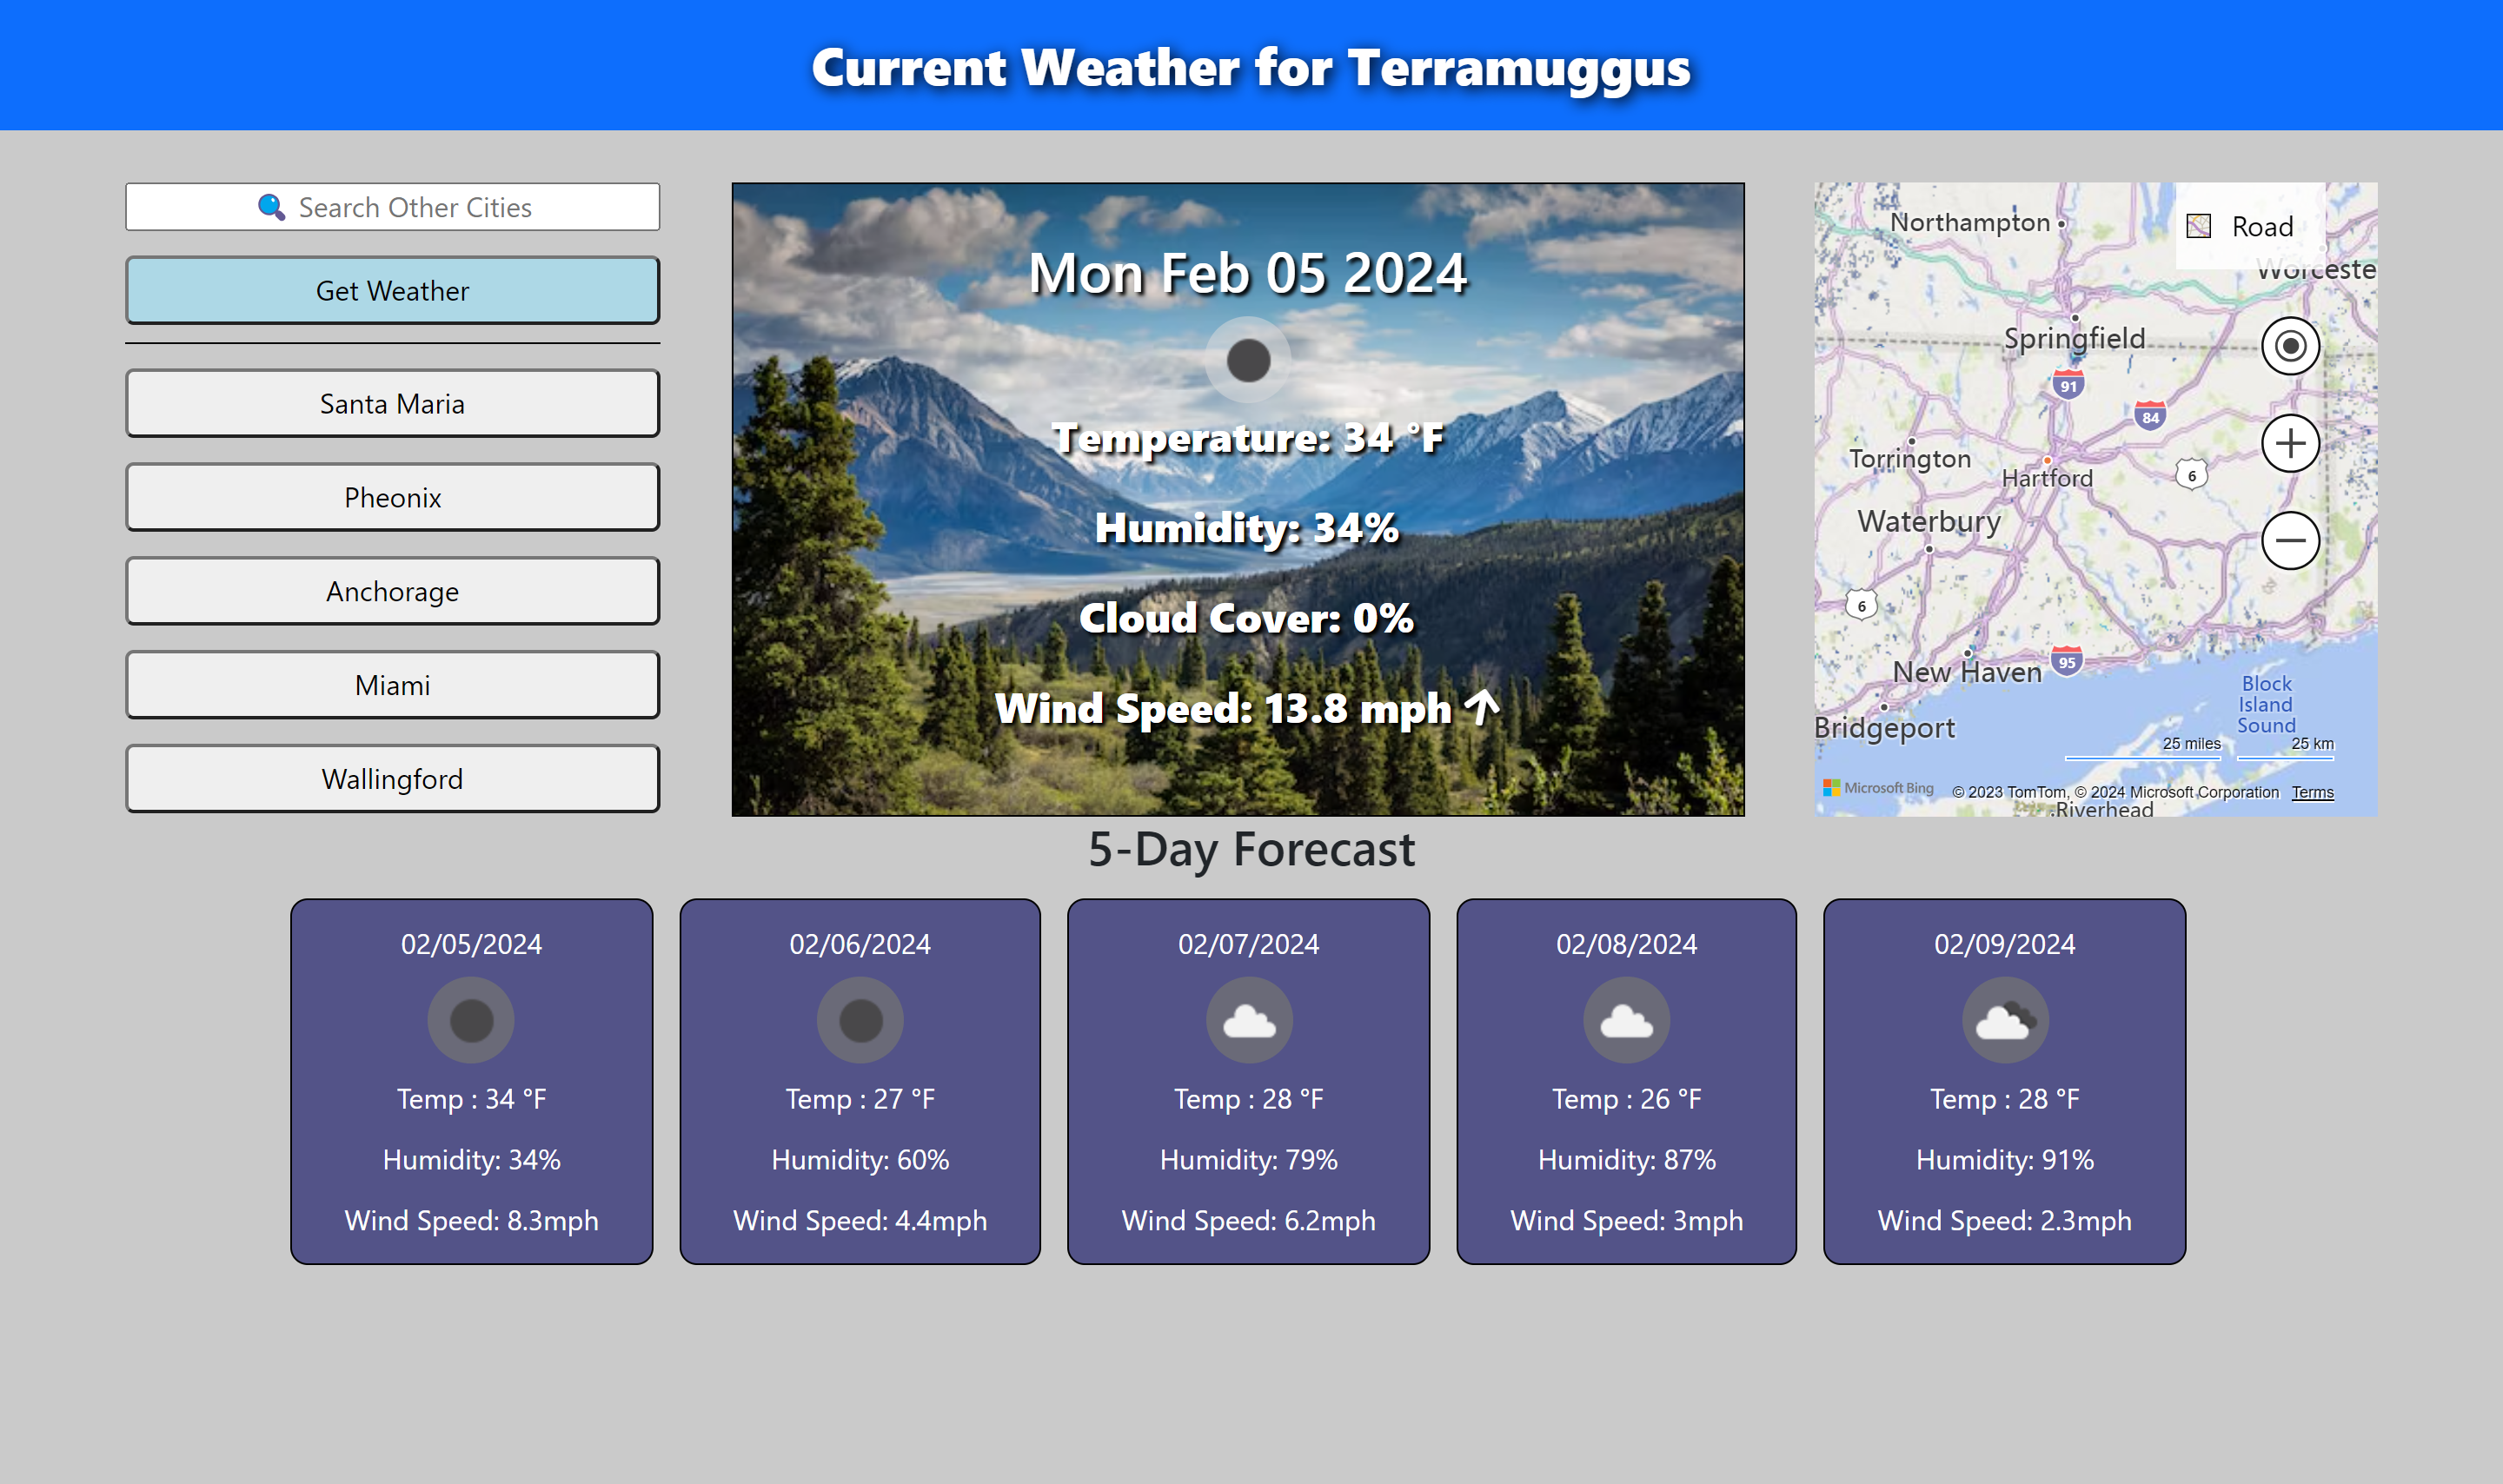 Current Weather for Terramuggus
Search Other Cities
Get Weather
Santa Maria
Pheonix
Anchorage
Miami
Wallingford
Mon Feb 05 2024
Temperature: 34 °F
Humidity: 34%
Cloud Cover: 0%
Wind Speed: 13.8 mph ↑
Northampton
Road
Worceste
Springfield
91
84
Torrington
Hartford
6
Waterbury
6
New Haven
95
Block
Island
Sound
Bridgeport
25 miles
25 km
Microsoft Bing
© 2023 TomTom, © 2024 Microsoft Corporation Terms
Riverhead
5-Day Forecast
02/05/2024
Temp : 34 °F
Humidity: 34%
Wind Speed: 8.3mph
02/06/2024
Temp : 27 °F
Humidity: 60%
Wind Speed: 4.4mph
02/07/2024
Temp : 28 °F
Humidity: 79%
Wind Speed: 6.2mph
02/08/2024
Temp : 26 °F
Humidity: 87%
Wind Speed: 3mph
02/09/2024
Temp : 28 °F
Humidity: 91%
Wind Speed: 2.3mph